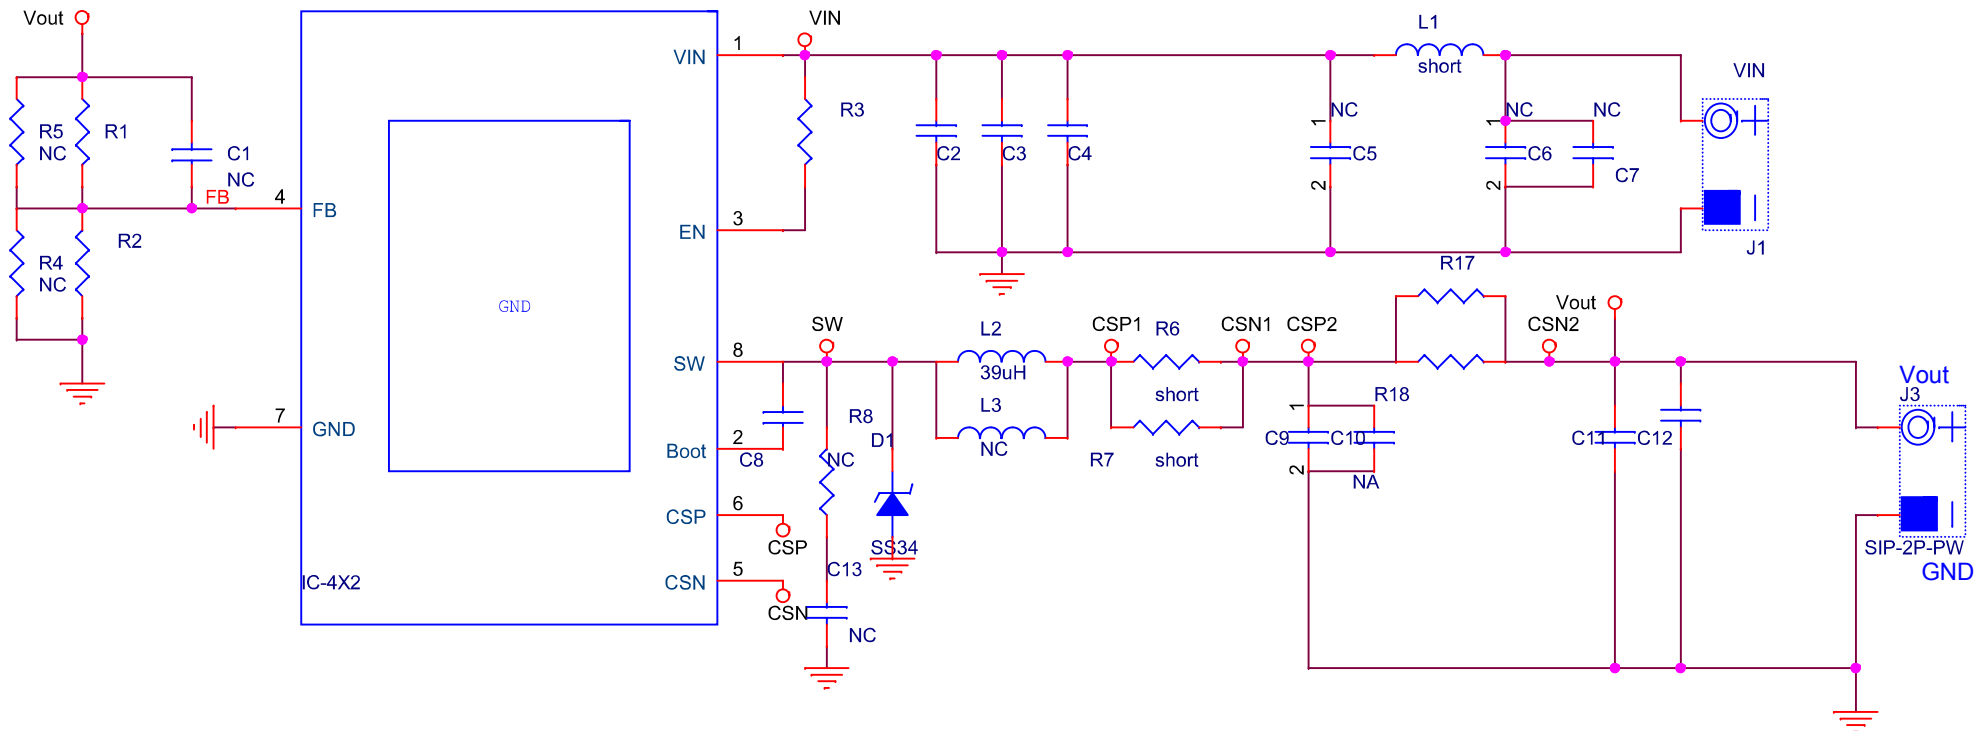 Vout
R5
NC
R1
C1
NC
FB
R2
R4
NC
4
FB
7
GND
GND
IC-4X2
VIN
1
EN
3
SW
8
Boot
2
CSP
6
CSN
5
VIN
R3
C2
C3
C4
NC
1
C5
2
L1
short
NC
1
C6
2
NC
C7
VIN
J1
SW
C8
CSP
CSN
R8
NC
C13
NC
D1
SS34
L2
39uH
L3
NC
CSP1
R6
short
R7
short
CSN1
CSP2
R17
R18
1
C9
2
C10
NA
CSN2
Vout
C11
C12
Vout
J3
SIP-2P-PW
GND